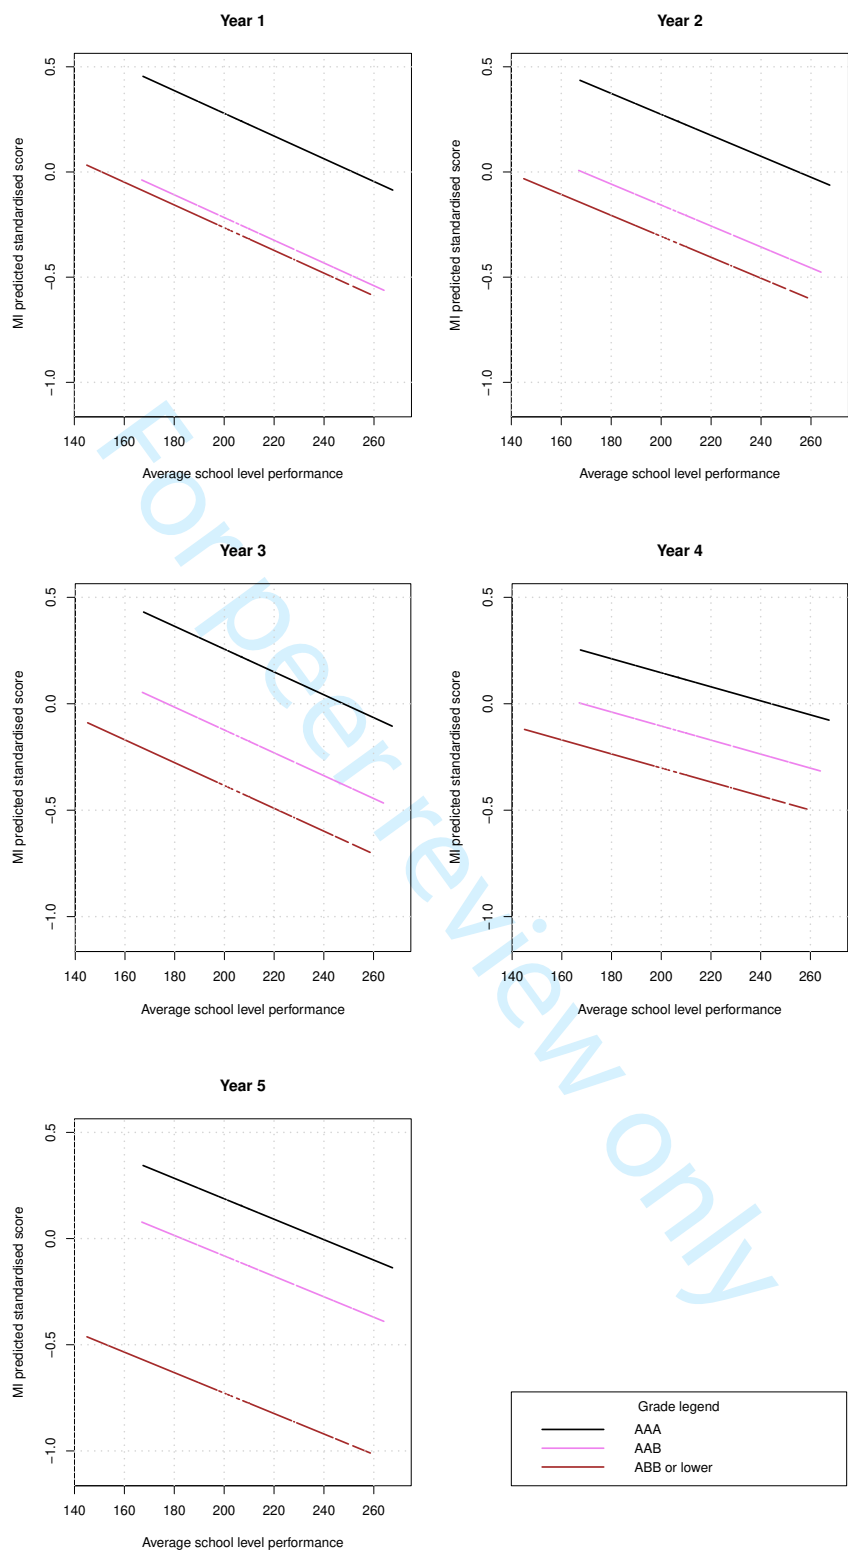 Year 1
MI predicted standardised score
0.5
0.0
−0.5
−1.0
140 160 180 200 220 240 260
Average school level performance
Year 2
MI predicted standardised score
0.5
0.0
−0.5
−1.0
140 160 180 200 220 240 260
Average school level performance
Year 3
MI predicted standardised score
0.5
0.0
−0.5
−1.0
140 160 180 200 220 240 260
Average school level performance
Year 4
MI predicted standardised score
0.5
0.0
−0.5
−1.0
140 160 180 200 220 240 260
Average school level performance
Year 5
MI predicted standardised score
0.5
0.0
−0.5
−1.0
140 160 180 200 220 240 260
Average school level performance
Grade legend
AAA
AAB
ABB or lower
For peer review only